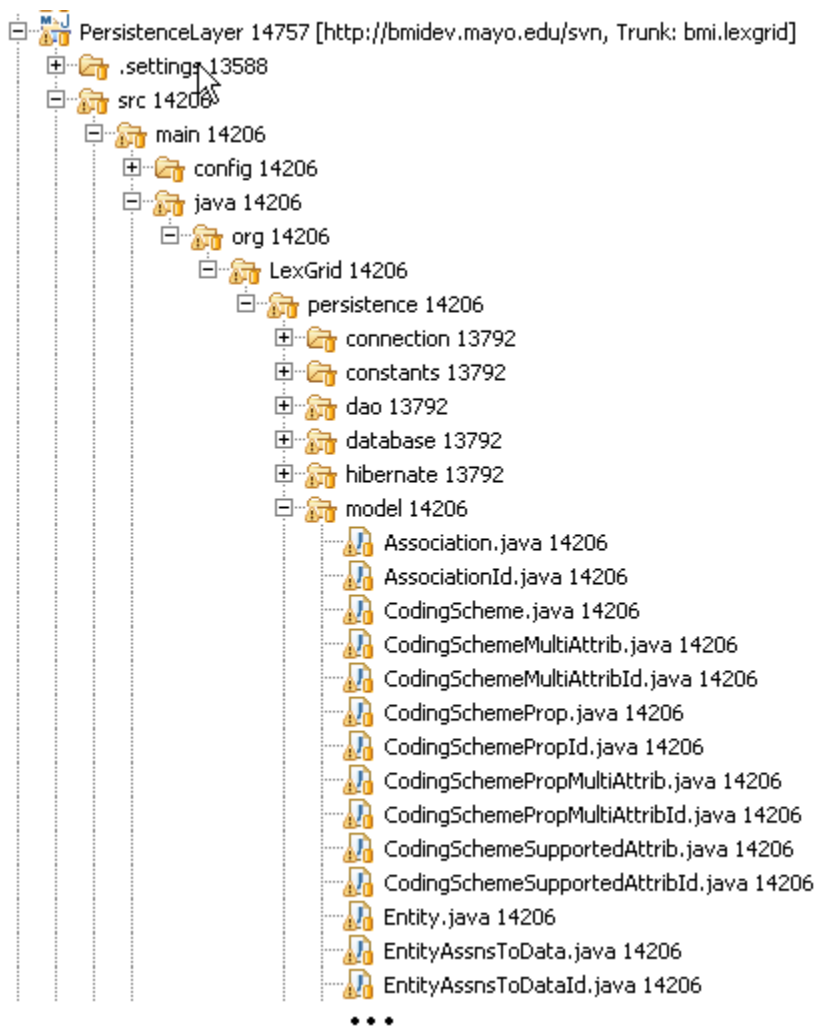 PersistenceLayer 14757 [http://bmidev.mayo.edu/svn, Trunk: bmi.lexgrid]
.settings 13588
src 14206
main 14206
config 14206
java 14206
org 14206
LexGrid 14206
persistence 14206
connection 13792
constants 13792
dao 13792
database 13792
hibernate 13792
model 14206
Association.java 14206
AssociationId.java 14206
CodingScheme.java 14206
CodingSchemeMultiAttrib.java 14206
CodingSchemeMultiAttribId.java 14206
CodingSchemeProp.java 14206
CodingSchemePropId.java 14206
CodingSchemePropMultiAttrib.java 14206
CodingSchemePropMultiAttribId.java 14206
CodingSchemeSupportedAttrib.java 14206
CodingSchemeSupportedAttribId.java 14206
Entity.java 14206
EntityAssnsToData.java 14206
EntityAssnsToDataId.java 14206
...